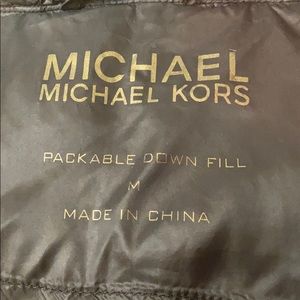 MICHAEL
MICHAEL KORS
PACKABLE DOWN FILL
M
MADE IN CHINA